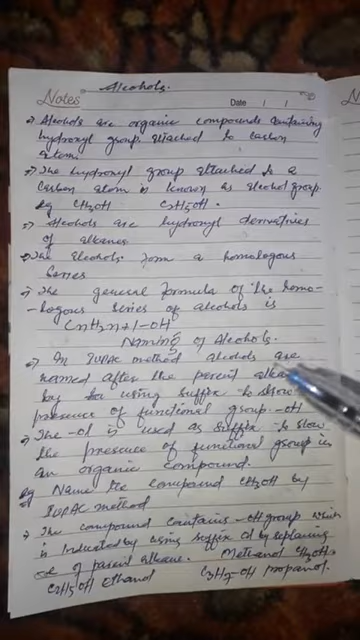 Alcohols.
Notes
Date / /
→ Alcohols are organic compounds containing
hydroxyl group attached to carbon
atom.
→ The hydroxyl group attached to a
carbon atom is known as alcohol group
eg CH3OH C2H5OH.
→ Alcohols are hydroxyl derivatives
of alkanes
→ The alcohols form a homologous
series
→ The general formula of the homo-
-logous series of alcohols is
CnH2n+1-OH
Naming of Alcohols.
→ In IUPAC method alcohols are
named after the parent
by using suffix to show
presence of functional group -OH
→ The -ol is used as suffix to show
the presence of functional group in
an organic compound.
eg Name the compound CH3OH by
IUPAC method
→ The compound contains -OH group which
is indicated by using suffix ol by replacing
of parent alkane. Methanol CH3OH
C2H5OH Ethanol C3H7-OH propanol.